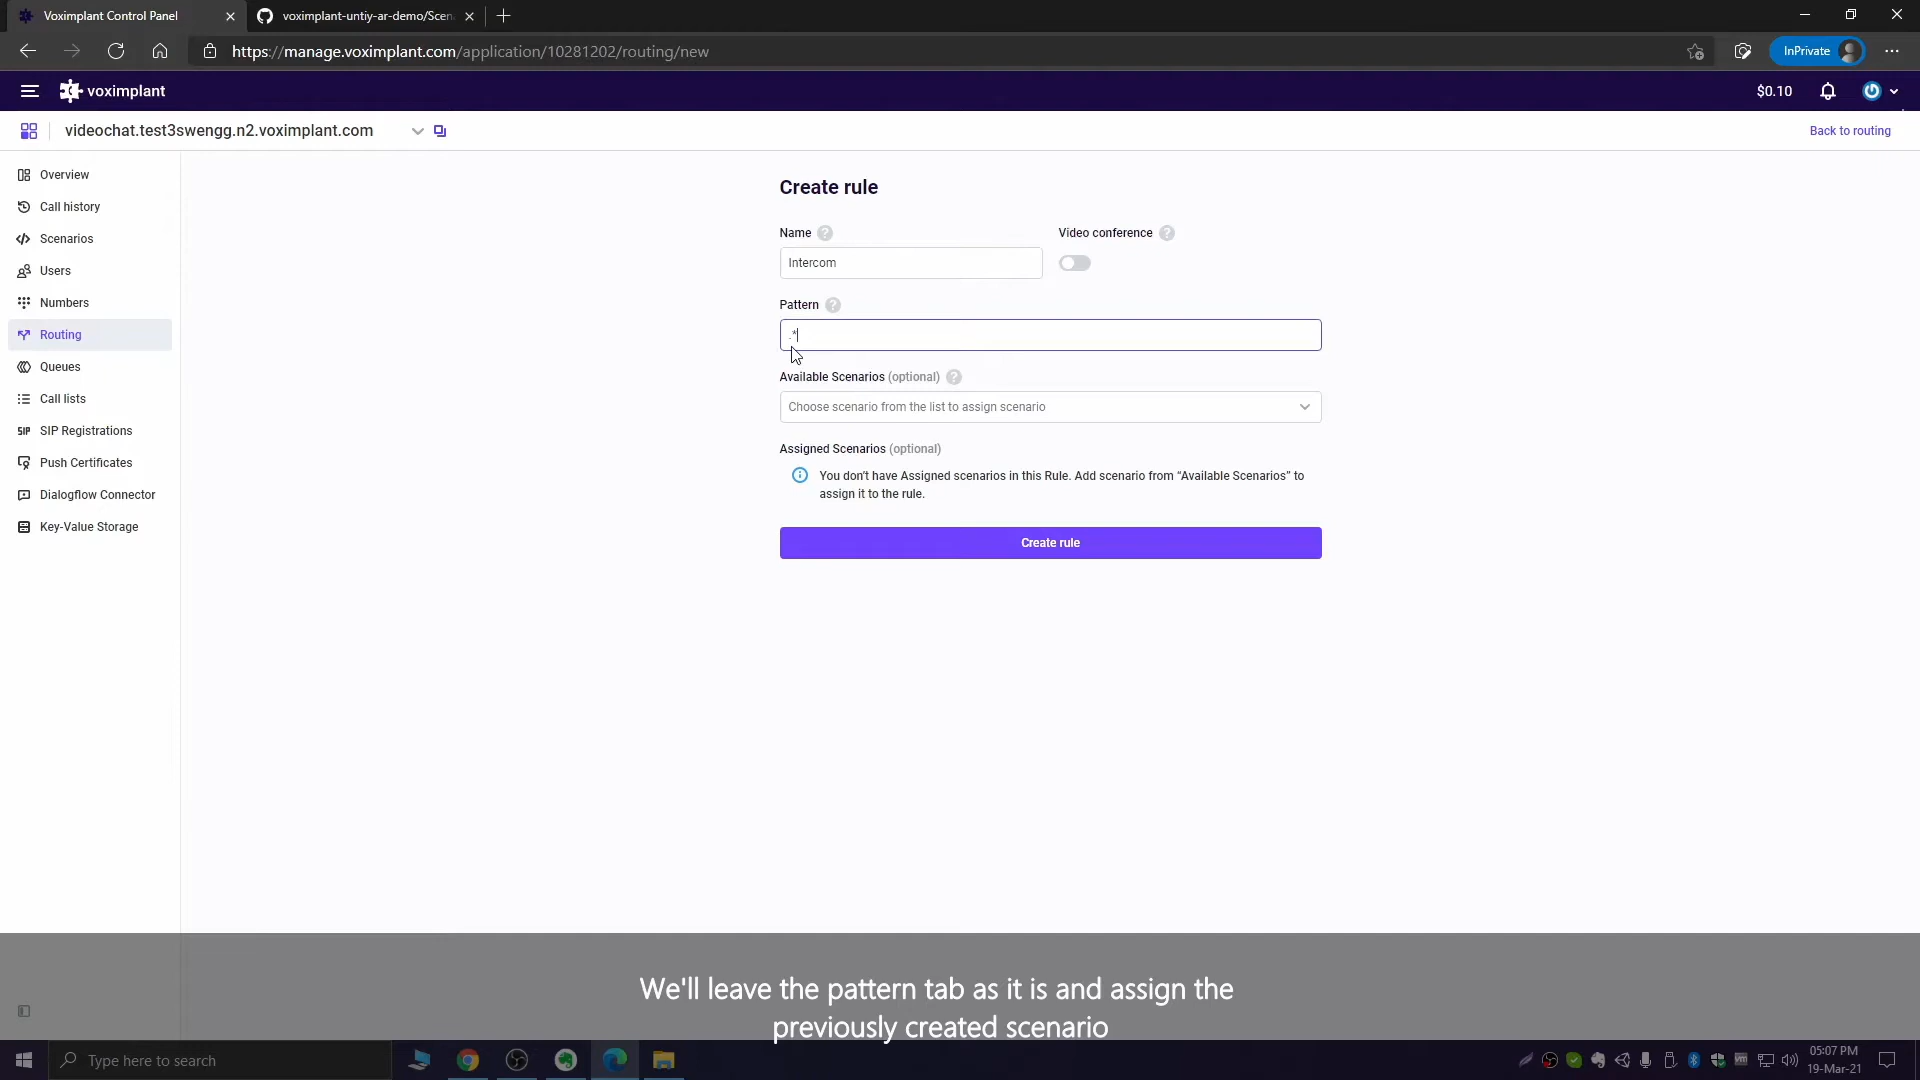 Voximplant Control Panel
voximplant-untiy-ar-demo/Scen
https://manage.voximplant.com/application/10281202/routing/new
InPrivate
voximplant
$0.10
videochat.test3swengg.n2.voximplant.com
Back to routing
Overview
Call history
Scenarios
Users
Numbers
Routing
Queues
Call lists
SIP Registrations
Push Certificates
Dialogflow Connector
Key-Value Storage
Create rule
Name ?
Video conference ?
Intercom
Pattern ?
.*
Available Scenarios (optional) ?
Choose scenario from the list to assign scenario
Assigned Scenarios (optional)
You don't have Assigned scenarios in this Rule. Add scenario from “Available Scenarios” to
assign it to the rule.
Create rule
We'll leave the pattern tab as it is and assign the
previously created scenario
Type here to search
05:07 PM
19-Mar-21